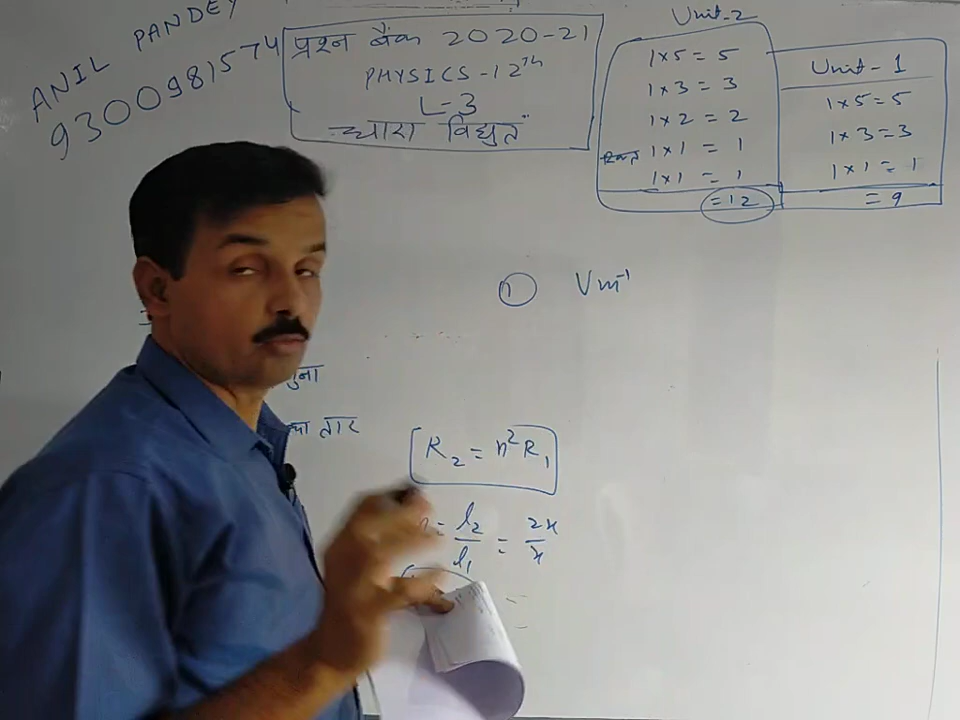 ANIL PANDEY
9300981574
प्रश्न बैंक 2020-21
PHYSICS-12th
L-3
धारा विद्युत
Unit-2
1×5=5
1×3=3
1×2=2
1×1=1
1×1=1
=12
Unit-1
1×5=5
1×3=3
1×1=1
=9
① Vm⁻¹
गुना
तार
R₂=n²R₁
l₂/l₁ = 2x/x